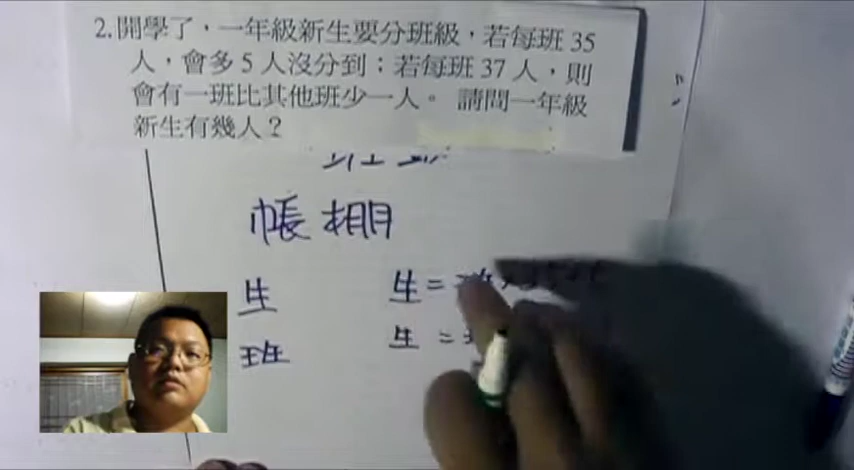 2.開學了，一年級新生要分班級，若每班 35
人，會多 5 人沒分到；若每班 37 人，則
會有一班比其他班少一人。 請問一年級
新生有幾人？
帳棚
生
生=
班
生 =